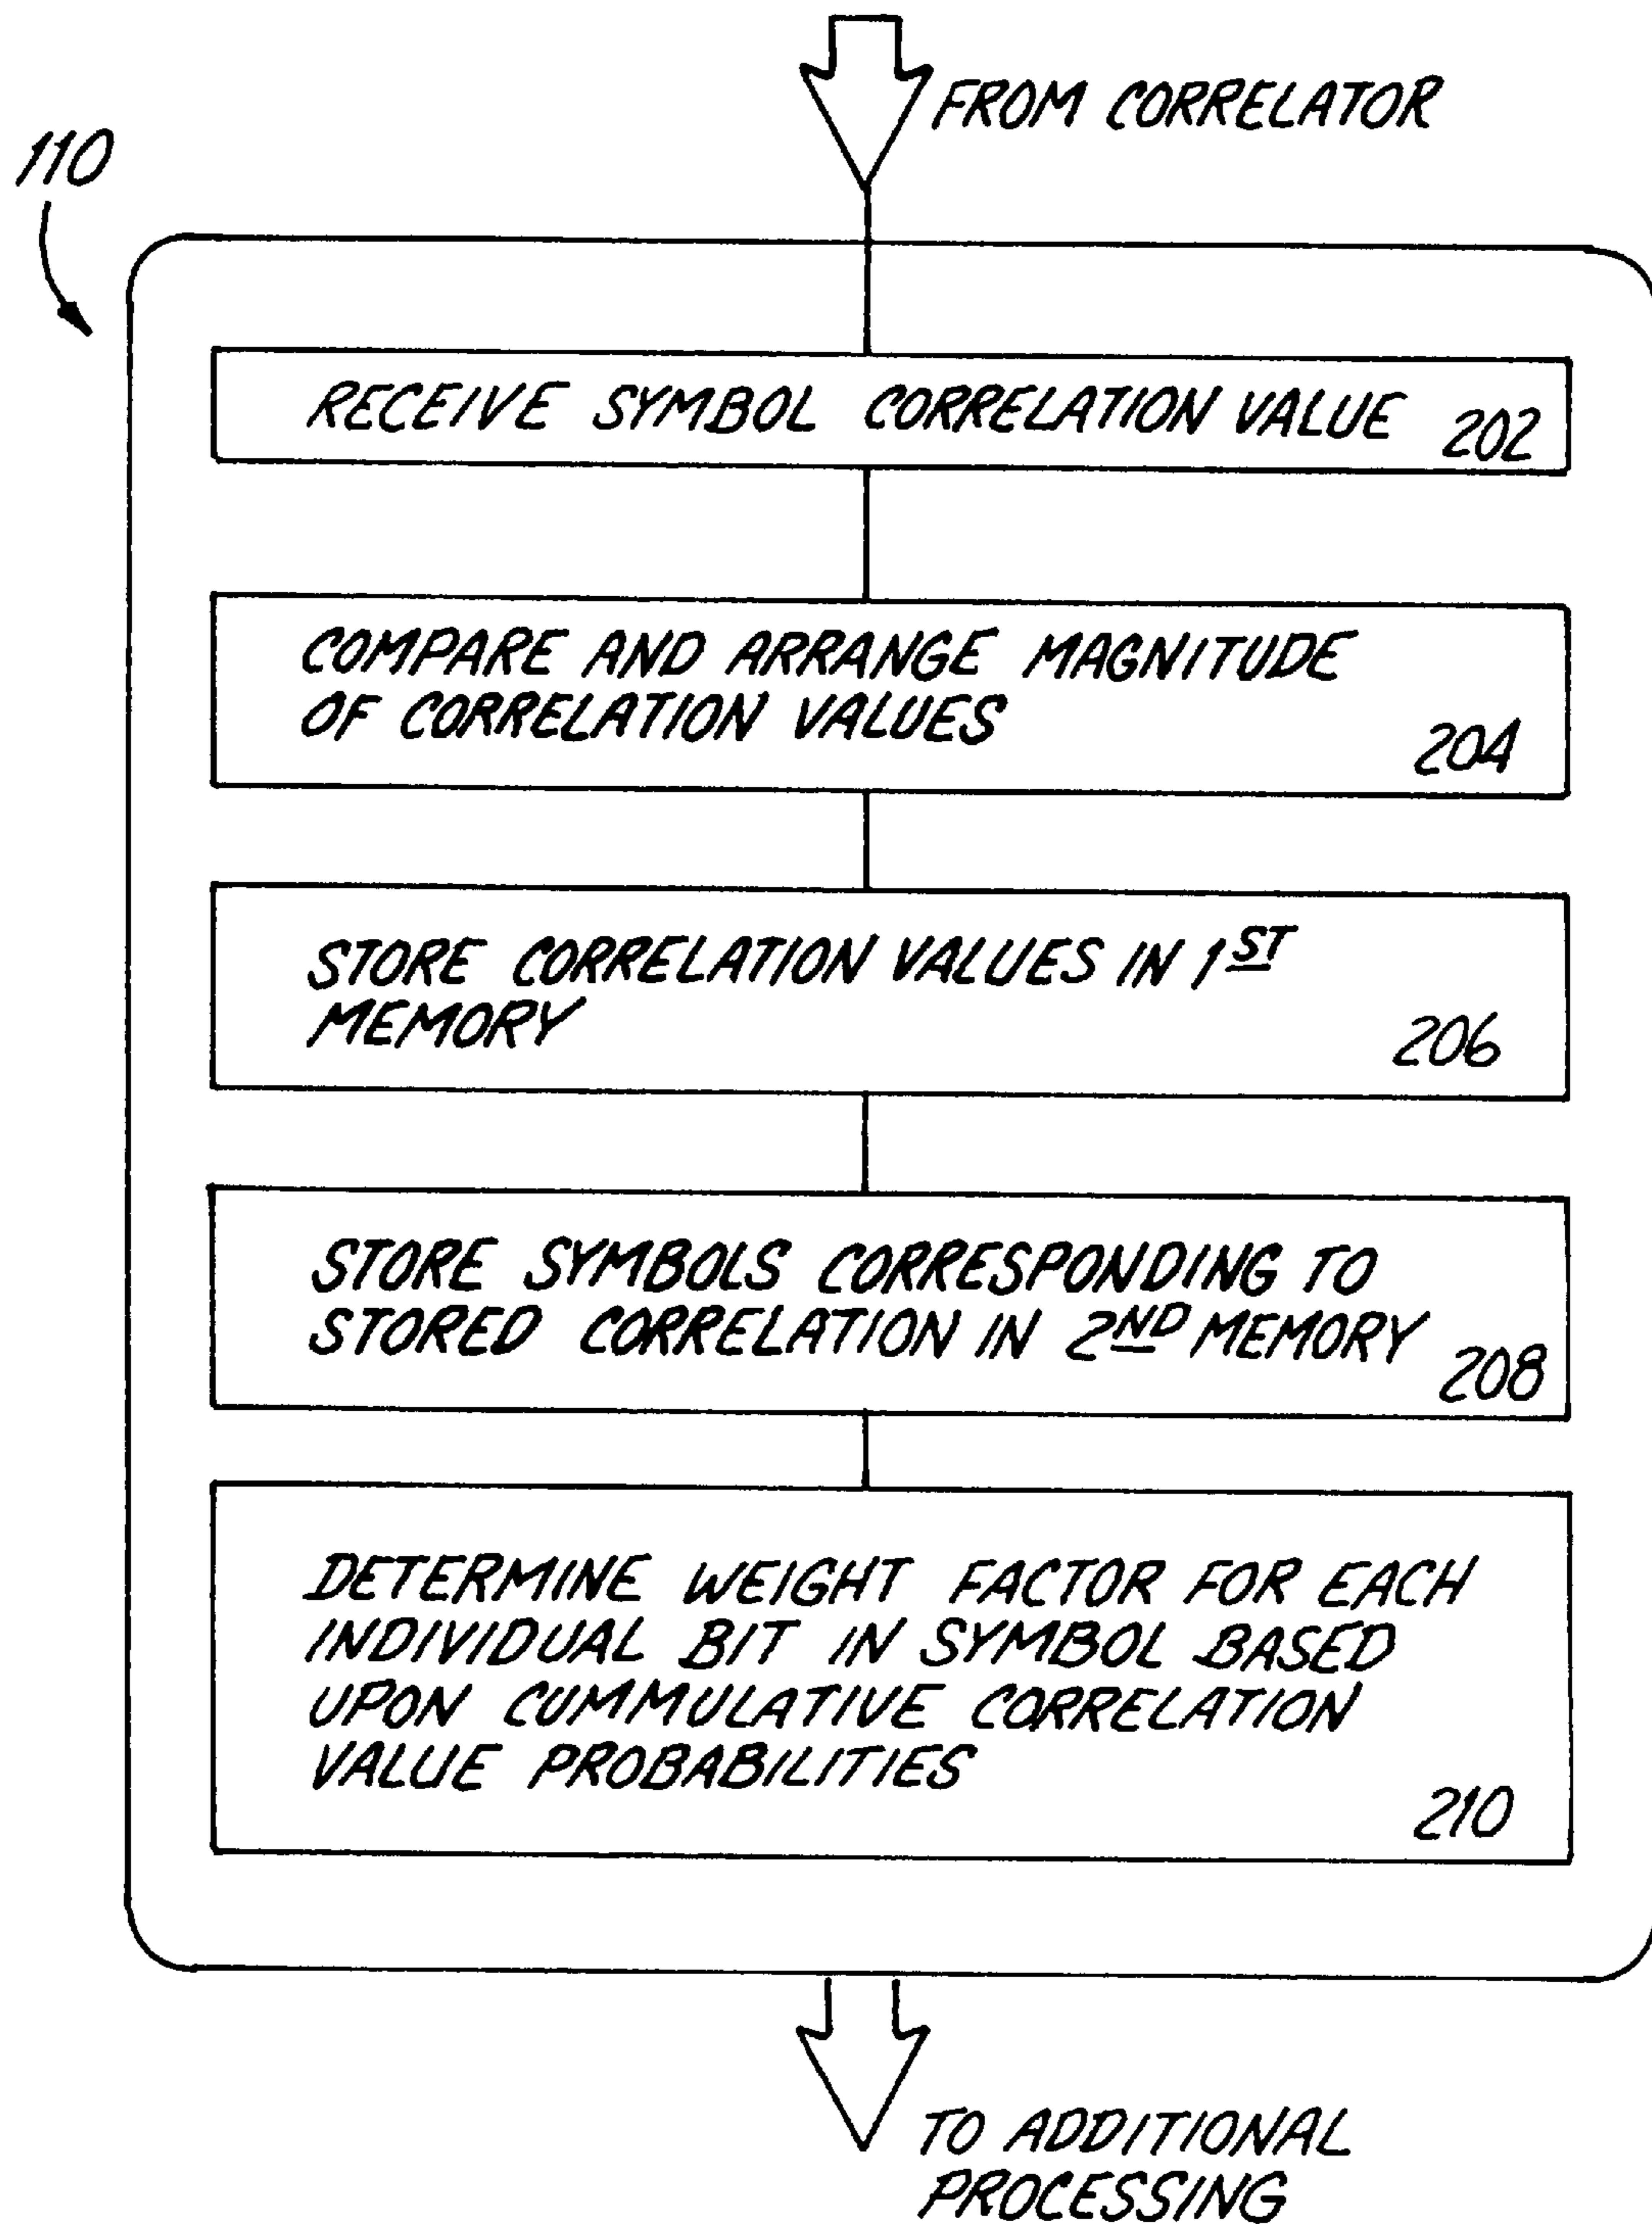 FROM CORRELATOR
110
RECEIVE SYMBOL CORRELATION VALUE 202
COMPARE AND ARRANGE MAGNITUDE
OF CORRELATION VALUES
204
STORE CORRELATION VALUES IN 1ST
MEMORY
206
STORE SYMBOLS CORRESPONDING TO
STORED CORRELATION IN 2ND MEMORY
208
DETERMINE WEIGHT FACTOR FOR EACH
INDIVIDUAL BIT IN SYMBOL BASED
UPON CUMMULATIVE CORRELATION
VALUE PROBABILITIES
210
TO ADDITIONAL
PROCESSING